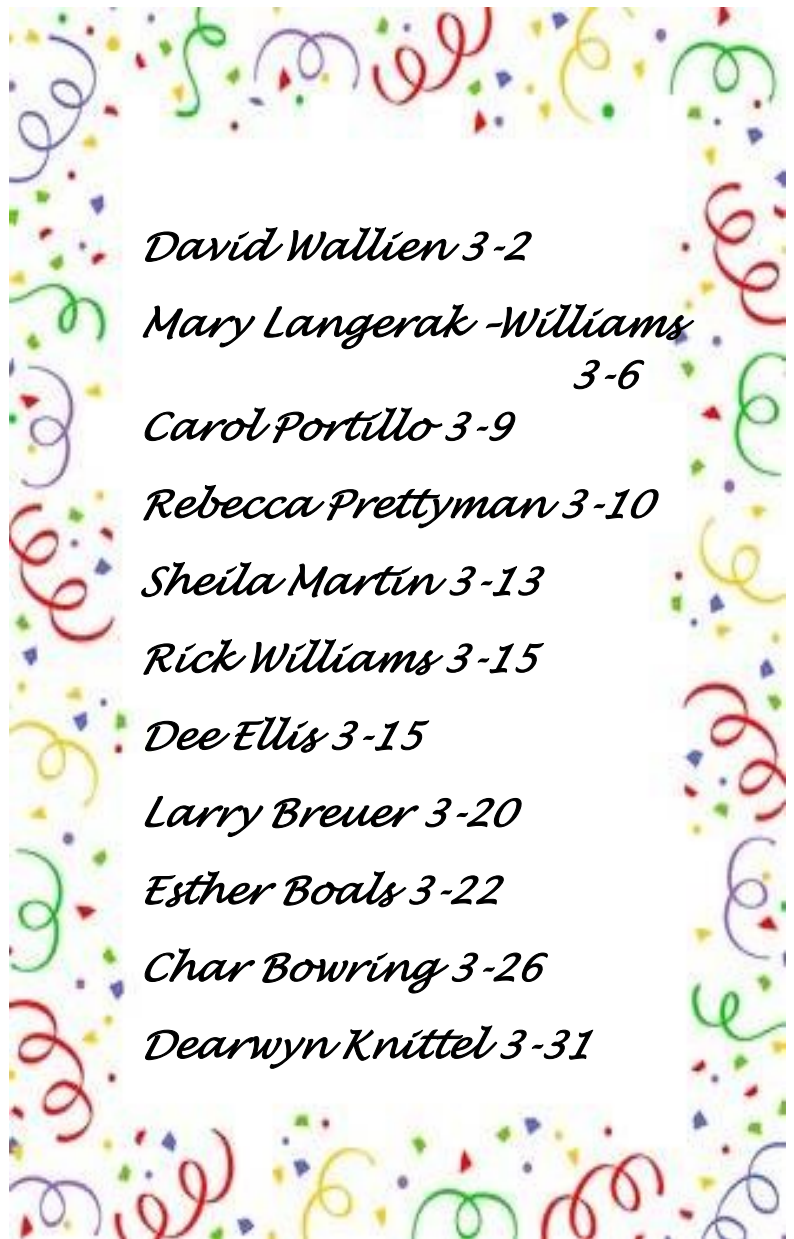 David Wallien 3-2
Mary Langerak -Williams
3-6
Carol Portillo 3-9
Rebecca Prettyman 3-10
Sheila Martin 3-13
Rick Williams 3-15
Dee Ellis 3-15
Larry Breuer 3-20
Esther Boals 3-22
Char Bowring 3-26
Dearwyn Knittel 3-31